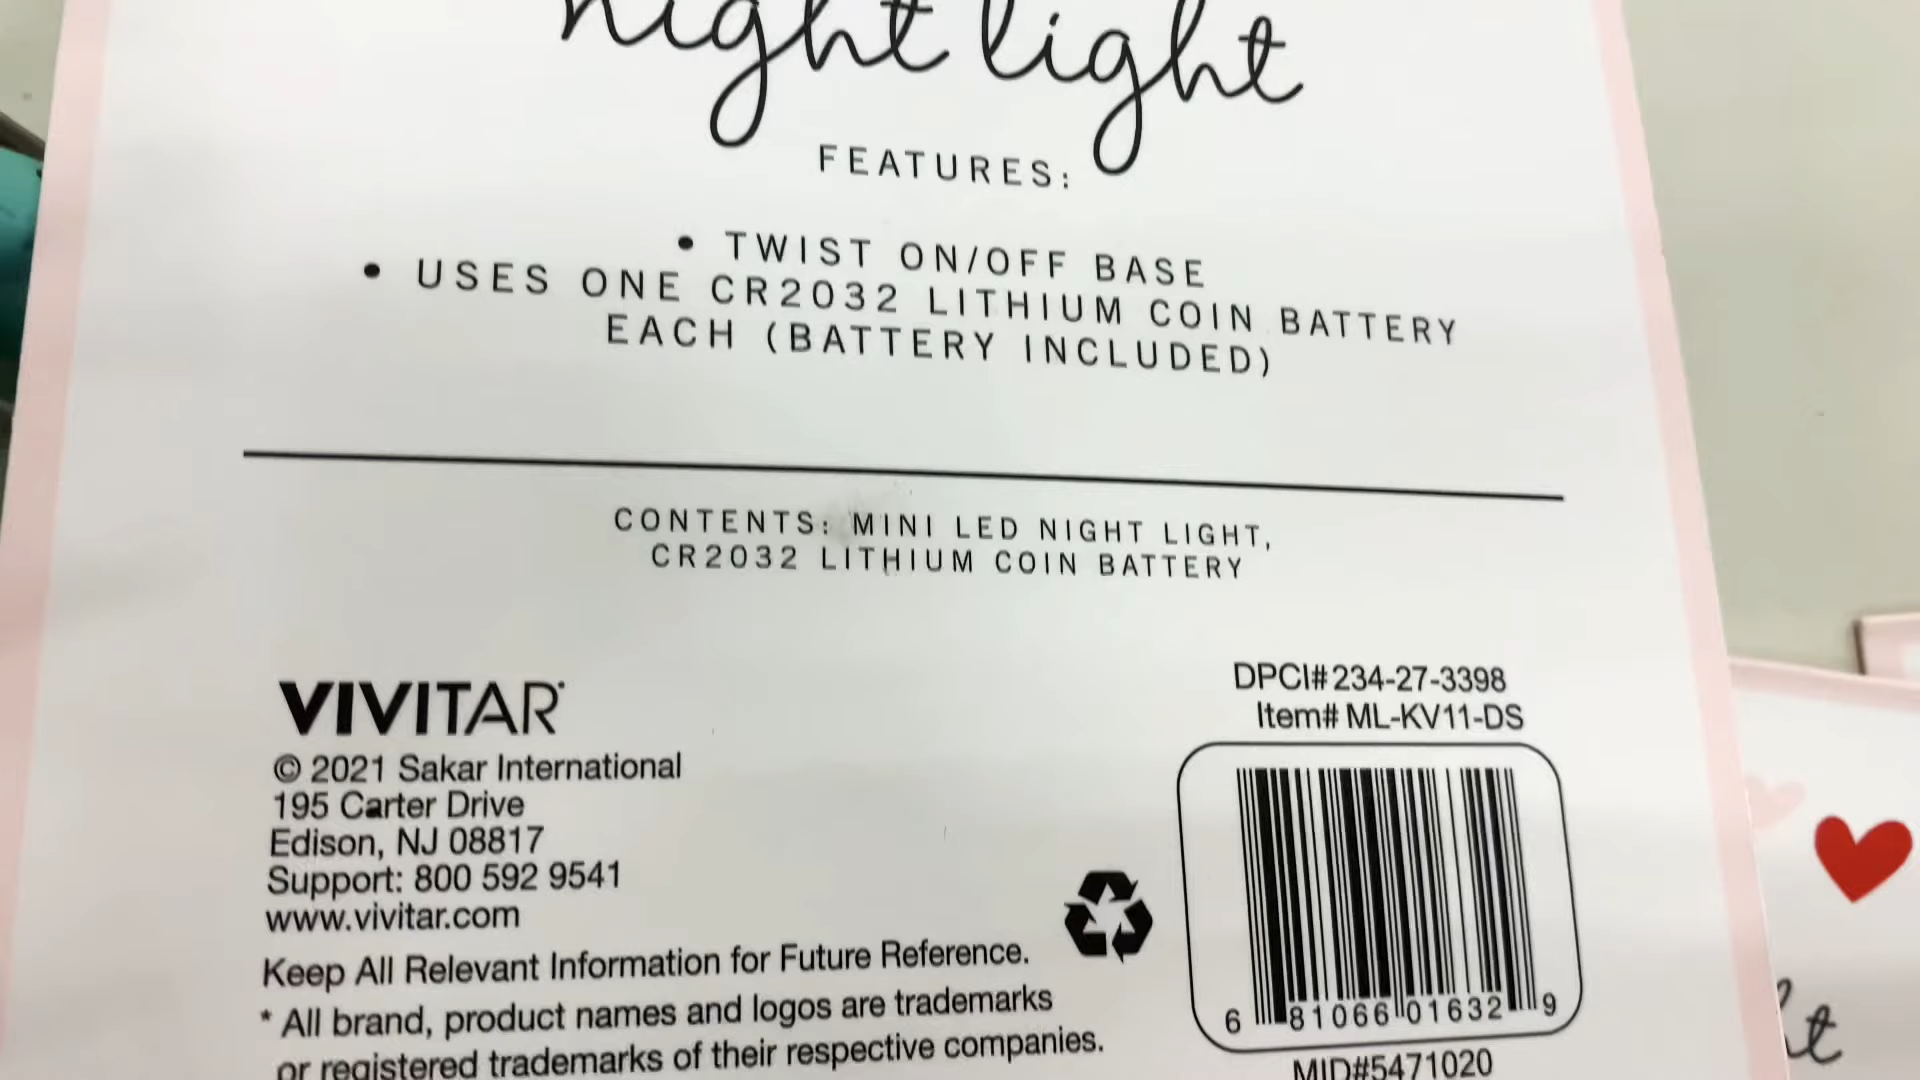 night light
FEATURES:
• TWIST ON/OFF BASE
• USES ONE CR2032 LITHIUM COIN BATTERY
EACH (BATTERY INCLUDED)
CONTENTS: MINI LED NIGHT LIGHT,
CR2032 LITHIUM COIN BATTERY
VIVITAR
© 2021 Sakar International
195 Carter Drive
Edison, NJ 08817
Support: 800 592 9541
www.vivitar.com
Keep All Relevant Information for Future Reference.
* All brand, product names and logos are trademarks
or registered trademarks of their respective companies.
DPCI#234-27-3398
Item# ML-KV11-DS
6 81066 01632 9
MID#5471020